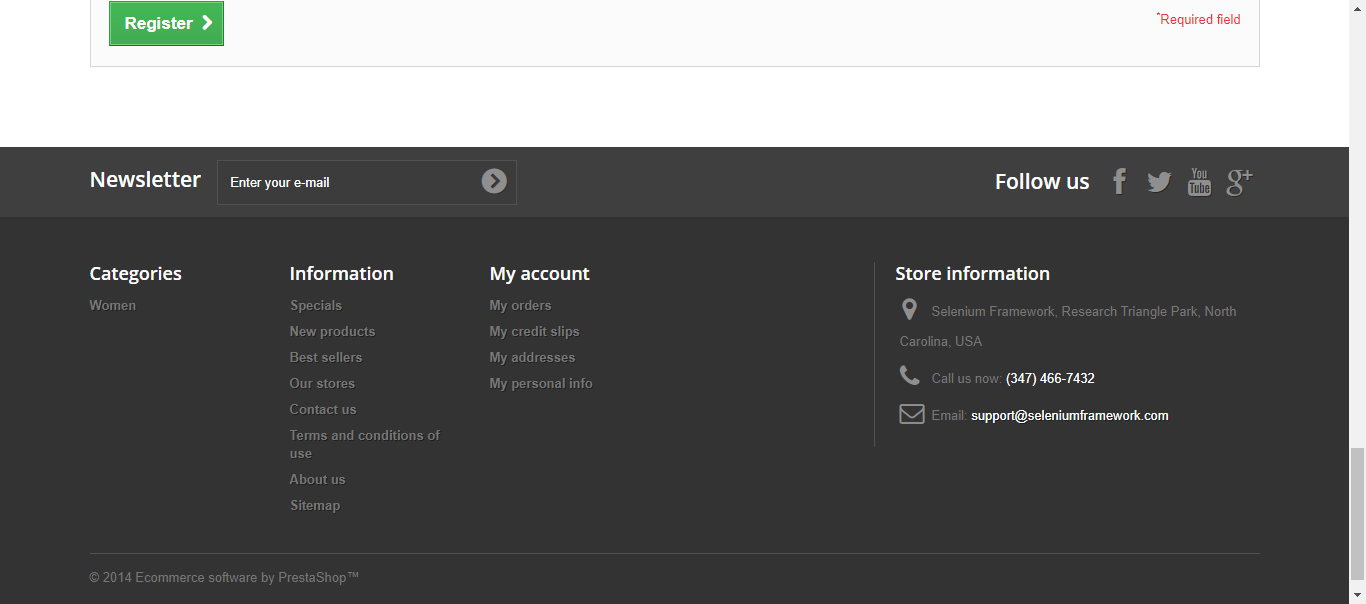 Register
*Required field
Newsletter
Enter your e-mail
Follow us
You
Tube
g+
Categories
Women
Information
Specials
New products
Best sellers
Our stores
Contact us
Terms and conditions of
use
About us
Sitemap
My account
My orders
My credit slips
My addresses
My personal info
Store information
Selenium Framework, Research Triangle Park, North
Carolina, USA
Call us now: (347) 466-7432
Email: support@seleniumframework.com
© 2014 Ecommerce software by PrestaShop™